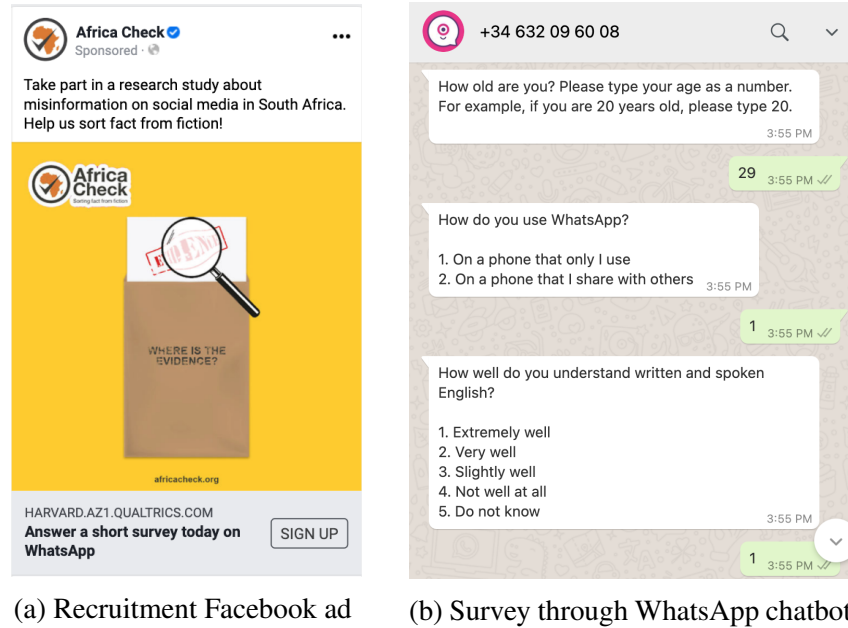 Africa Check
Sponsored ·
Take part in a research study about
misinformation on social media in South Africa.
Help us sort fact from fiction!
Africa
Check
Sorting fact from fiction
WHERE IS THE
EVIDENCE?
africacheck.org
HARVARD.AZ1.QUALTRICS.COM
Answer a short survey today on
WhatsApp
SIGN UP
(a) Recruitment Facebook ad
+34 632 09 60 08
How old are you? Please type your age as a number.
For example, if you are 20 years old, please type 20.
3:55 PM
29 3:55 PM
How do you use WhatsApp?
1. On a phone that only I use
2. On a phone that I share with others 3:55 PM
1 3:55 PM
How well do you understand written and spoken
English?
1. Extremely well
2. Very well
3. Slightly well
4. Not well at all
5. Do not know
3:55 PM
1 3:55 PM
(b) Survey through WhatsApp chatbot